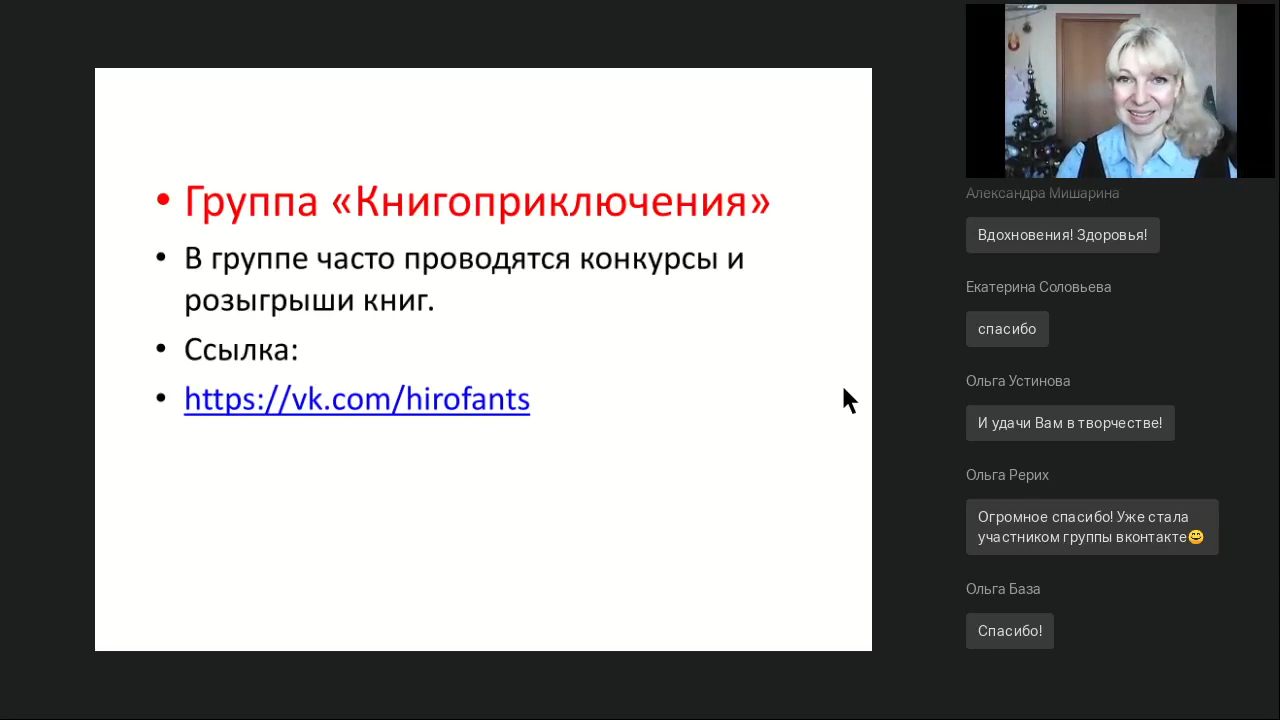 • Группа «Книгоприключения»
• В группе часто проводятся конкурсы и
розыгрыши книг.
• Ссылка:
• https://vk.com/hirofants
Александра Мишарина
Вдохновения! Здоровья!
Екатерина Соловьева
спасибо
Ольга Устинова
И удачи Вам в творчестве!
Ольга Рерих
Огромное спасибо! Уже стала
участником группы вконтакте😊
Ольга База
Спасибо!